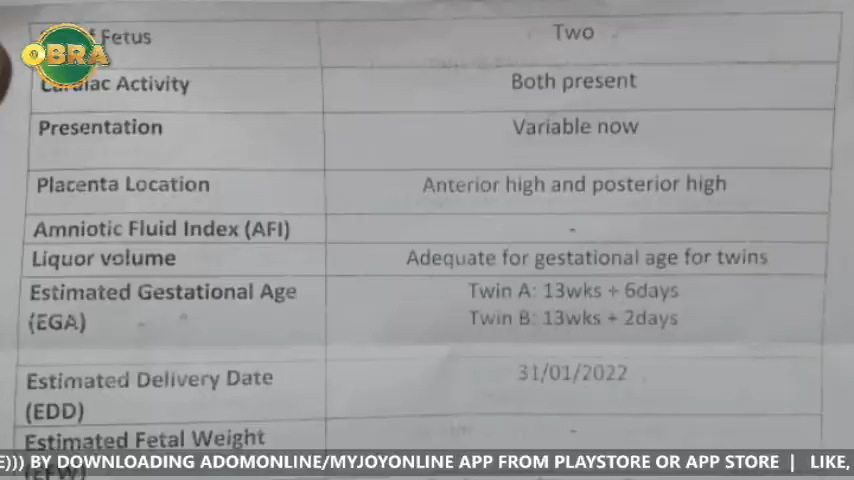 OBRA
Fetus
Two
Cardiac Activity
Both present
Presentation
Variable now
Placenta Location
Anterior high and posterior high
Amniotic Fluid Index (AFI)
-
Liquor volume
Adequate for gestational age for twins
Estimated Gestational Age
(EGA)
Twin A: 13wks + 6days
Twin B: 13wks + 2days
Estimated Delivery Date
(EDD)
31/01/2022
Estimated Fetal Weight
-
E))) BY DOWNLOADING ADOMONLINE/MYJOYONLINE APP FROM PLAYSTORE OR APP STORE | LIKE,